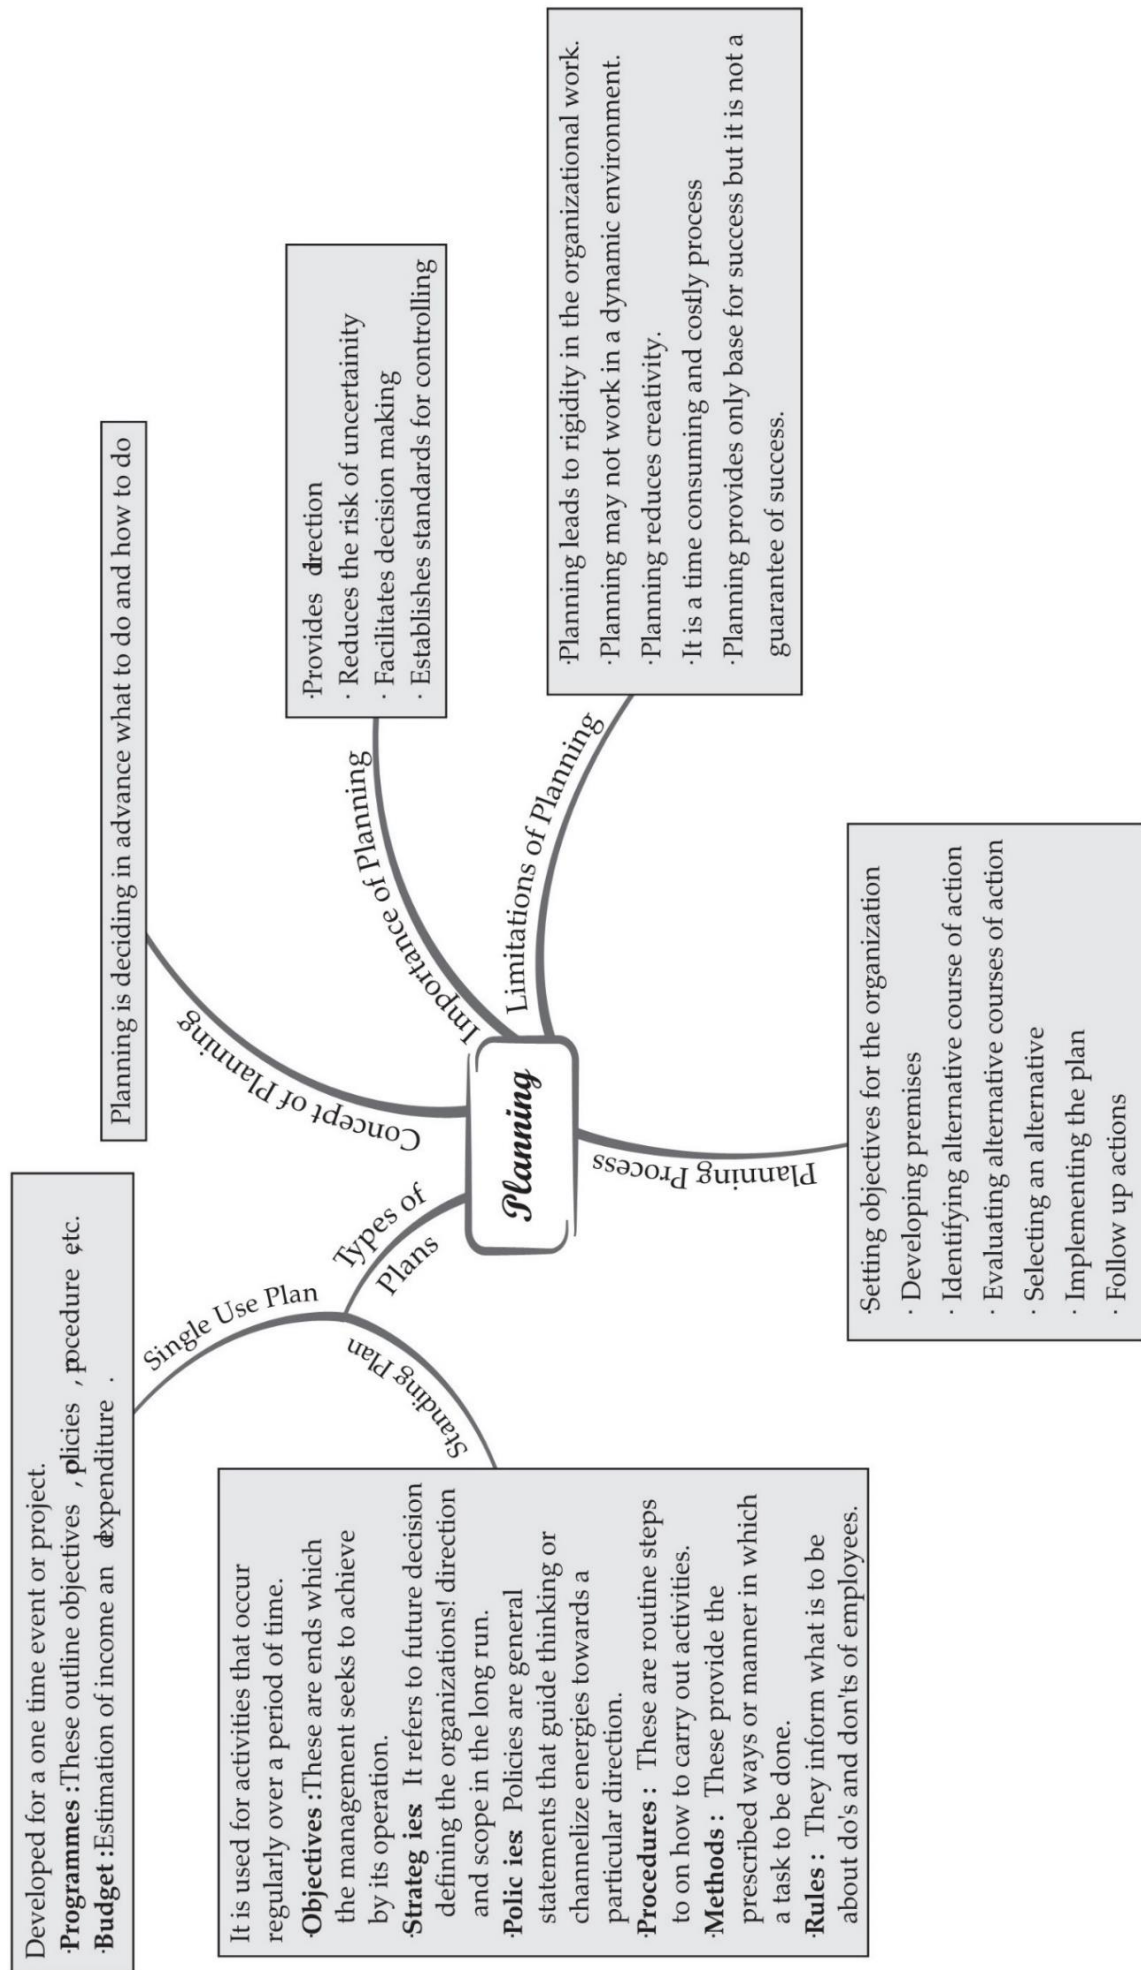 Planning
Concept of Planning
Planning is deciding in advance what to do and how to do
Importance of Planning
·Provides drection
· Reduces the risk of uncertainity
· Facilitates decision making
· Establishes standards for controlling
Limitations of Planning
·Planning leads to rigidity in the organizational work.
·Planning may not work in a dynamic environment.
·Planning reduces creativity.
·It is a time consuming and costly process
·Planning provides only base for success but it is not a
guarantee of success.
Planning Process
·Setting objectives for the organization
· Developing premises
· Identifying alternative course of action
· Evaluating alternative courses of action
· Selecting an alternative
· Implementing the plan
· Follow up actions
Types of
Plans
Single Use Plan
Developed for a one time event or project.
·Programmes :These outline objectives , plicies , pocedure etc.
·Budget :Estimation of income an dexpenditure .
Standing Plan
It is used for activities that occur
regularly over a period of time.
·Objectives :These are ends which
the management seeks to achieve
by its operation.
·Strateg ies: It refers to future decision
defining the organizations! direction
and scope in the long run.
·Polic ies: Policies are general
statements that guide thinking or
channelize energies towards a
particular direction.
·Procedures : These are routine steps
to on how to carry out activities.
·Methods : These provide the
prescribed ways or manner in which
a task to be done.
·Rules : They inform what is to be
about do's and don'ts of employees.